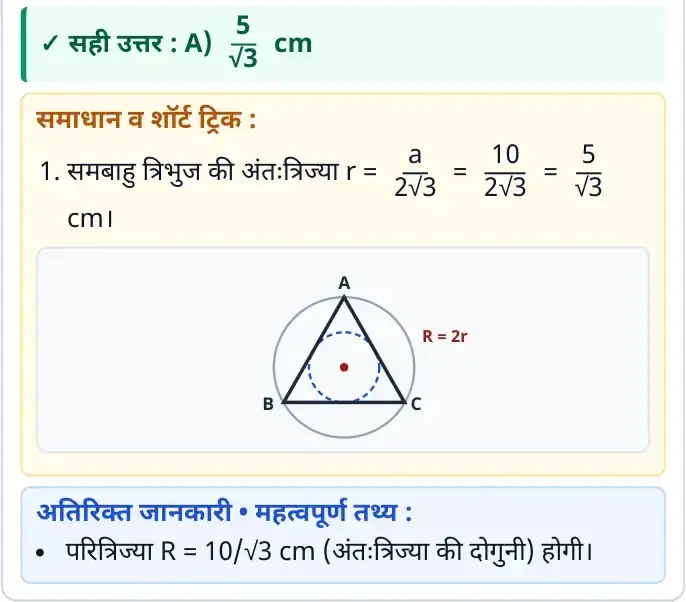 ✓ सही उत्तर : A) 5/√3 cm
समाधान व शॉर्ट ट्रिक :
1. समबाहु त्रिभुज की अंतःत्रिज्या r = a/2√3 = 10/2√3 = 5/√3
cm।
A
R = 2r
B
C
अतिरिक्त जानकारी • महत्वपूर्ण तथ्य :
• परित्रिज्या R = 10/√3 cm (अंतःत्रिज्या की दोगुनी) होगी।